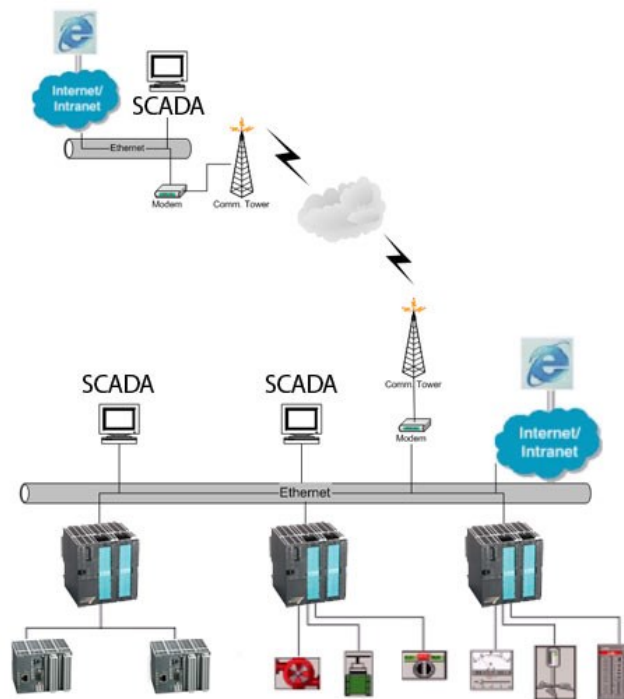 Internet/
Intranet
SCADA
Ethernet
Modem
Comm. Tower
SCADA
SCADA
Comm. Tower
Modem
Internet/
Intranet
Ethernet